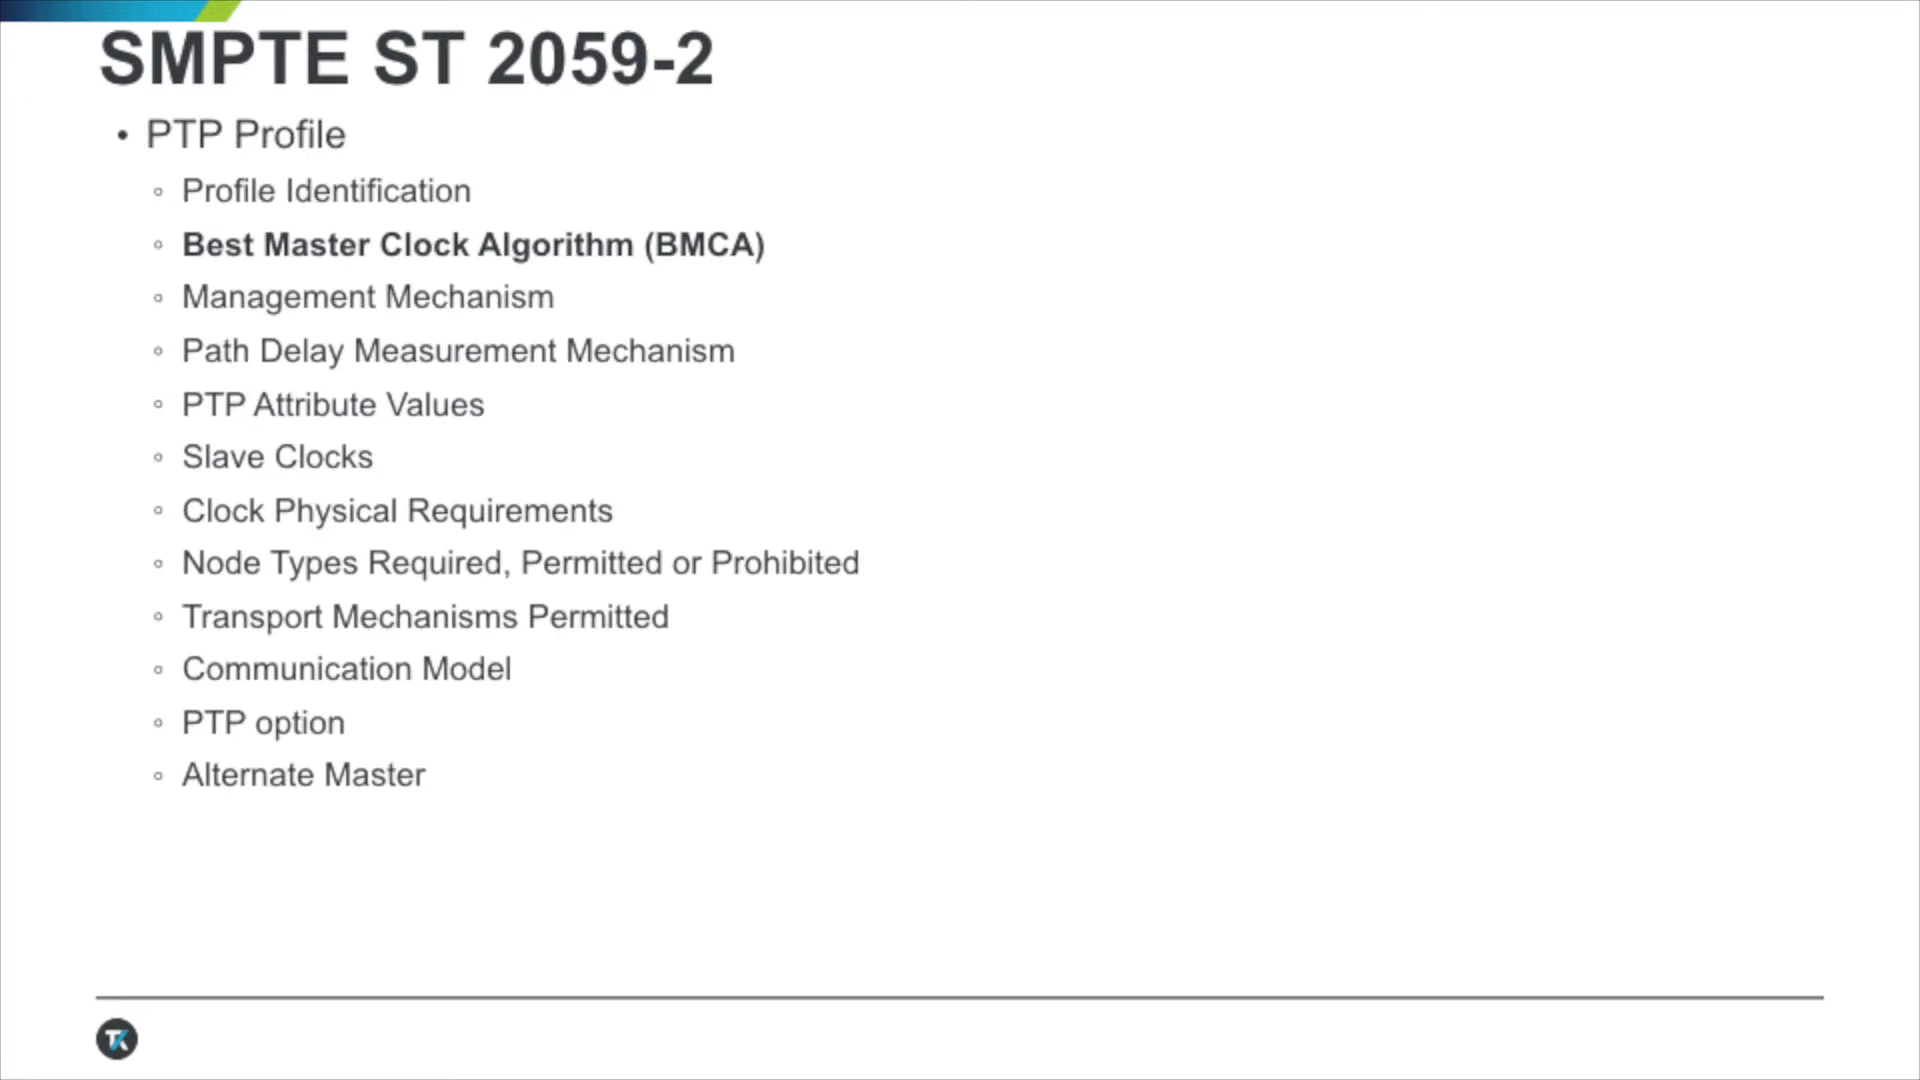 SMPTE ST 2059-2
• PTP Profile
◦ Profile Identification
◦ Best Master Clock Algorithm (BMCA)
◦ Management Mechanism
◦ Path Delay Measurement Mechanism
◦ PTP Attribute Values
◦ Slave Clocks
◦ Clock Physical Requirements
◦ Node Types Required, Permitted or Prohibited
◦ Transport Mechanisms Permitted
◦ Communication Model
◦ PTP option
◦ Alternate Master
TK